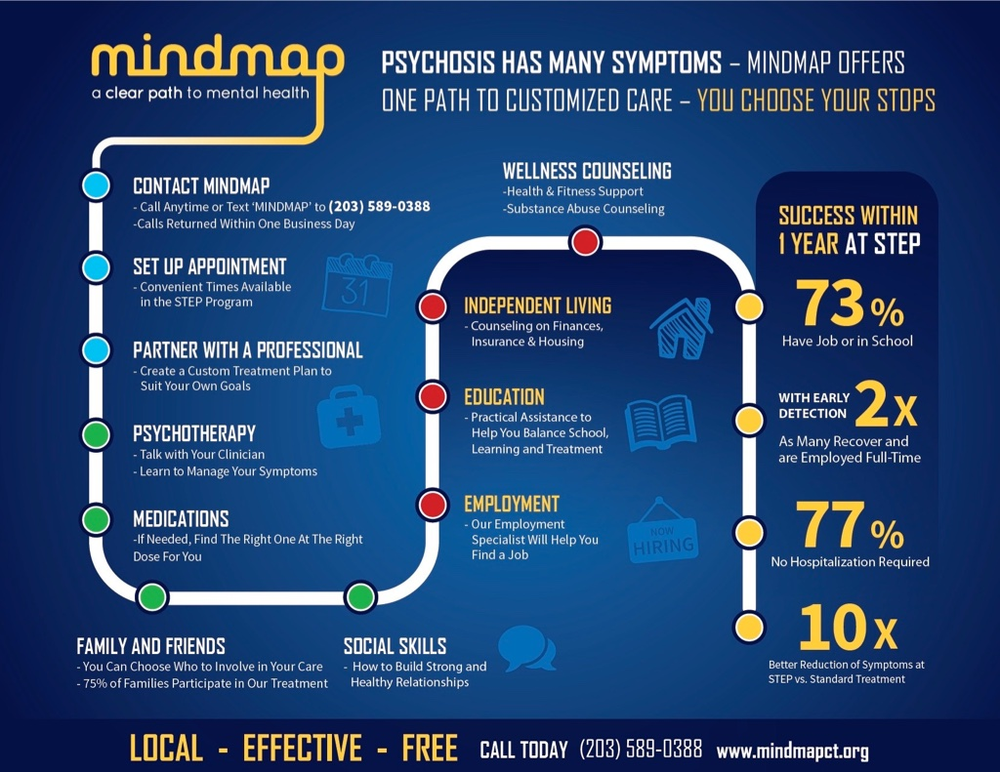 mindmap
a clear path to mental health
PSYCHOSIS HAS MANY SYMPTOMS – MINDMAP OFFERS
ONE PATH TO CUSTOMIZED CARE – YOU CHOOSE YOUR STOPS
CONTACT MINDMAP
- Call Anytime or Text ‘MINDMAP’ to (203) 589-0388
-Calls Returned Within One Business Day
SET UP APPOINTMENT
- Convenient Times Available
in the STEP Program
31
PARTNER WITH A PROFESSIONAL
- Create a Custom Treatment Plan to
Suit Your Own Goals
PSYCHOTHERAPY
- Talk with Your Clinician
- Learn to Manage Your Symptoms
MEDICATIONS
-If Needed, Find The Right One At The Right
Dose For You
FAMILY AND FRIENDS
- You Can Choose Who to Involve in Your Care
- 75% of Families Participate in Our Treatment
SOCIAL SKILLS
- How to Build Strong and
Healthy Relationships
EMPLOYMENT
- Our Employment
Specialist Will Help You
Find a Job
NOW
HIRING
EDUCATION
- Practical Assistance to
Help You Balance School,
Learning and Treatment
INDEPENDENT LIVING
- Counseling on Finances,
Insurance & Housing
WELLNESS COUNSELING
-Health & Fitness Support
-Substance Abuse Counseling
SUCCESS WITHIN
1 YEAR AT STEP
73%
Have Job or in School
WITH EARLY
DETECTION 2x
As Many Recover and
are Employed Full-Time
77%
No Hospitalization Required
10x
Better Reduction of Symptoms at
STEP vs. Standard Treatment
LOCAL - EFFECTIVE - FREE CALL TODAY (203) 589-0388 www.mindmapct.org